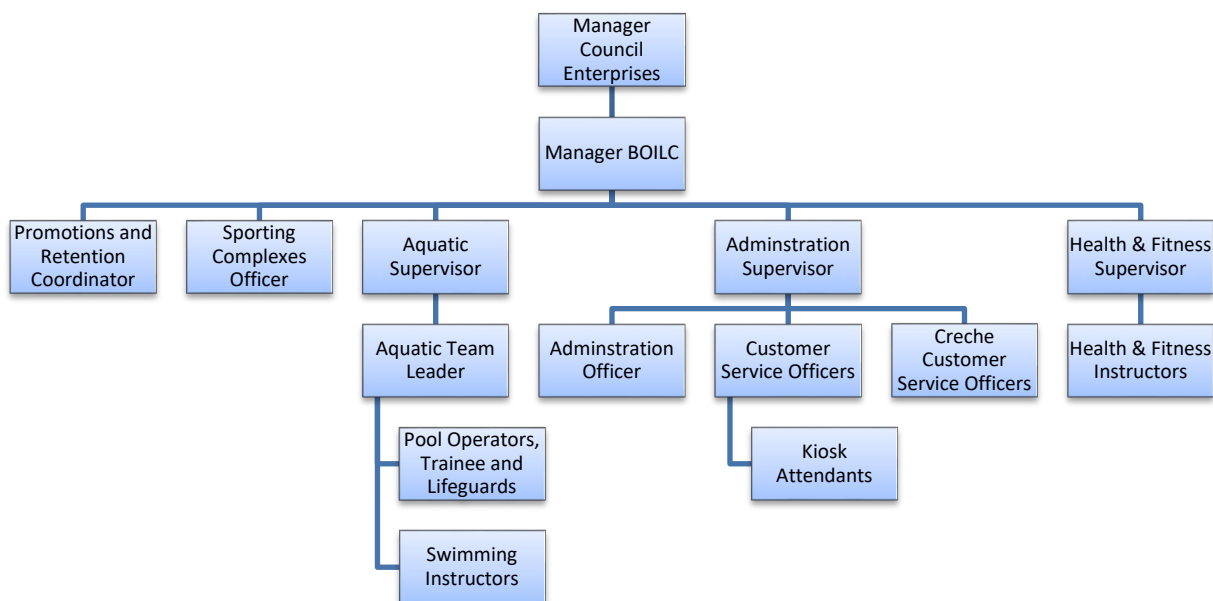 Manager
Council
Enterprises
Manager BOILC
Promotions and
Retention
Coordinator
Sporting
Complexes
Officer
Aquatic
Supervisor
Adminstration
Supervisor
Health & Fitness
Supervisor
Aquatic Team
Leader
Adminstration
Officer
Customer
Service Officers
Creche
Customer
Service Officers
Health & Fitness
Instructors
Pool Operators,
Trainee and
Lifeguards
Kiosk
Attendants
Swimming
Instructors